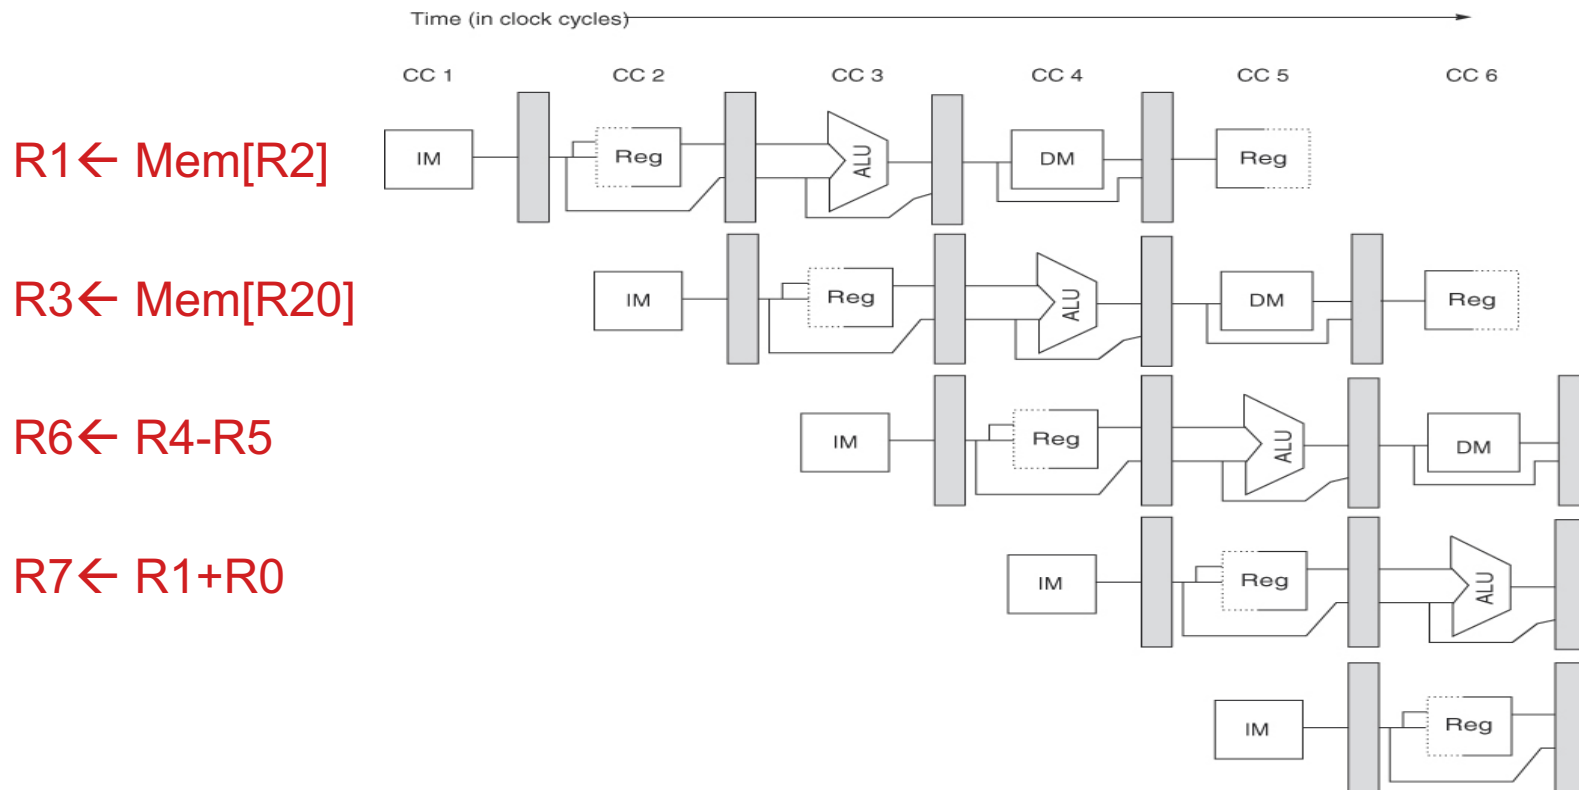 Time (in clock cycles)
CC 1 CC 2 CC 3 CC 4 CC 5 CC 6
R1← Mem[R2] IM Reg ALU DM Reg
R3← Mem[R20] IM Reg ALU DM Reg
R6← R4-R5 IM Reg ALU DM
R7← R1+R0 IM Reg ALU
IM Reg